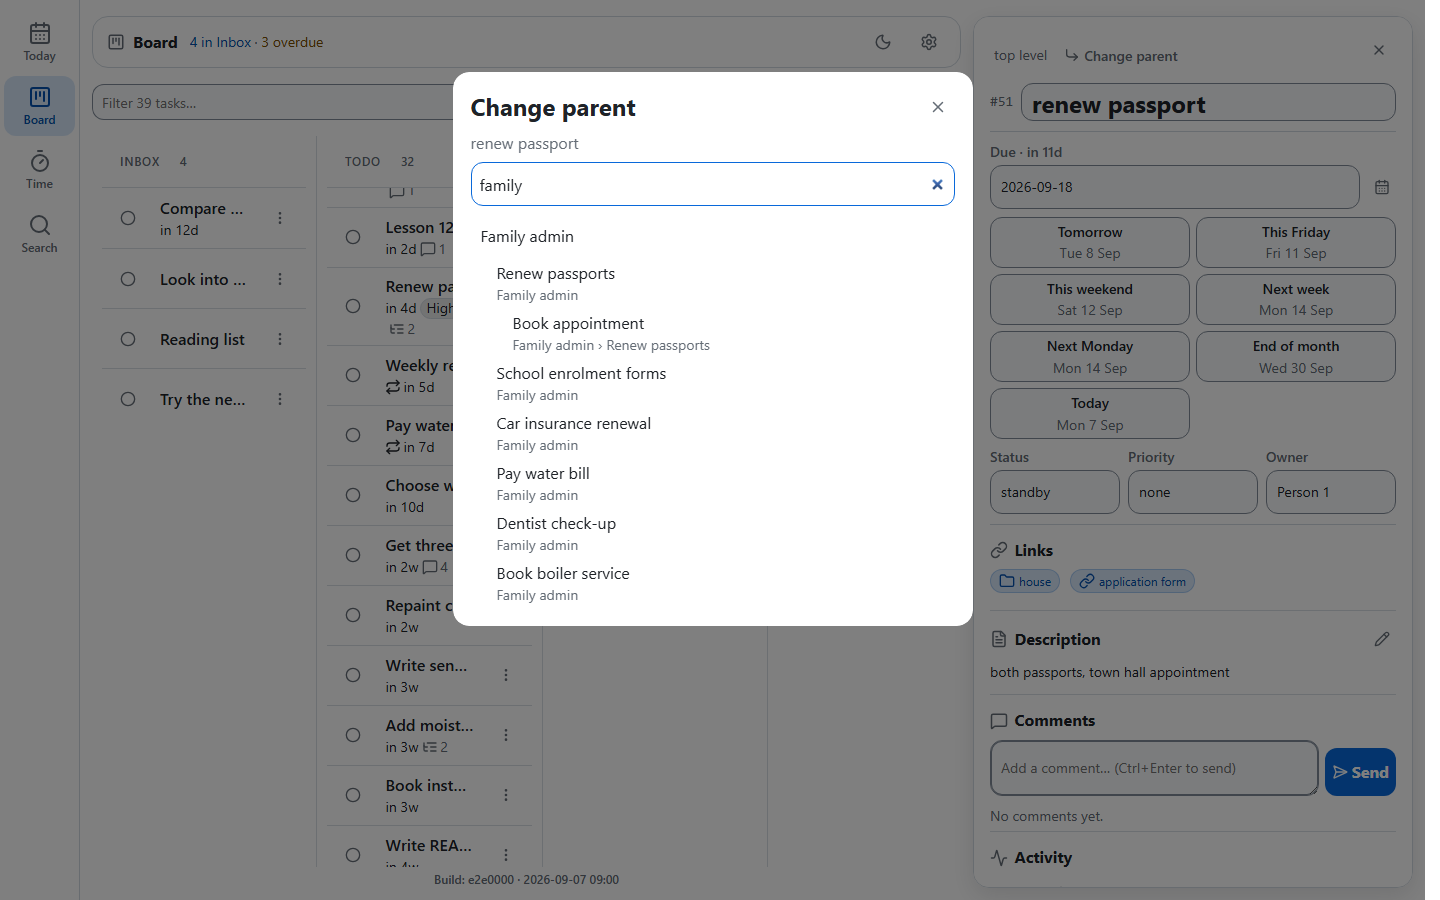 Today
Board
Time
Search
Board
4 in Inbox · 3 overdue
Filter 39 tasks...
INBOX 4
Compare ...
in 12d
Look into ...
Reading list
Try the ne...
TODO 32
1
Lesson 12
in 2d 1
Renew pa
in 4d High
2
Weekly re
in 5d
Pay water
in 7d
Choose w
in 10d
Get three
in 2w 4
Repaint c
in 2w
Write sen...
in 3w
Add moist...
in 3w 2
Book inst...
in 3w
Write REA...
in 4w
Build: e2e0000 · 2026-09-07 09:00
Change parent
renew passport
family
Family admin
Renew passports
Family admin
Book appointment
Family admin › Renew passports
School enrolment forms
Family admin
Car insurance renewal
Family admin
Pay water bill
Family admin
Dentist check-up
Family admin
Book boiler service
Family admin
top level
Change parent
#51
renew passport
Due · in 11d
2026-09-18
Tomorrow
Tue 8 Sep
This Friday
Fri 11 Sep
This weekend
Sat 12 Sep
Next week
Mon 14 Sep
Next Monday
Mon 14 Sep
End of month
Wed 30 Sep
Today
Mon 7 Sep
Status Priority Owner
standby none Person 1
Links
house
application form
Description
both passports, town hall appointment
Comments
Add a comment... (Ctrl+Enter to send)
Send
No comments yet.
Activity